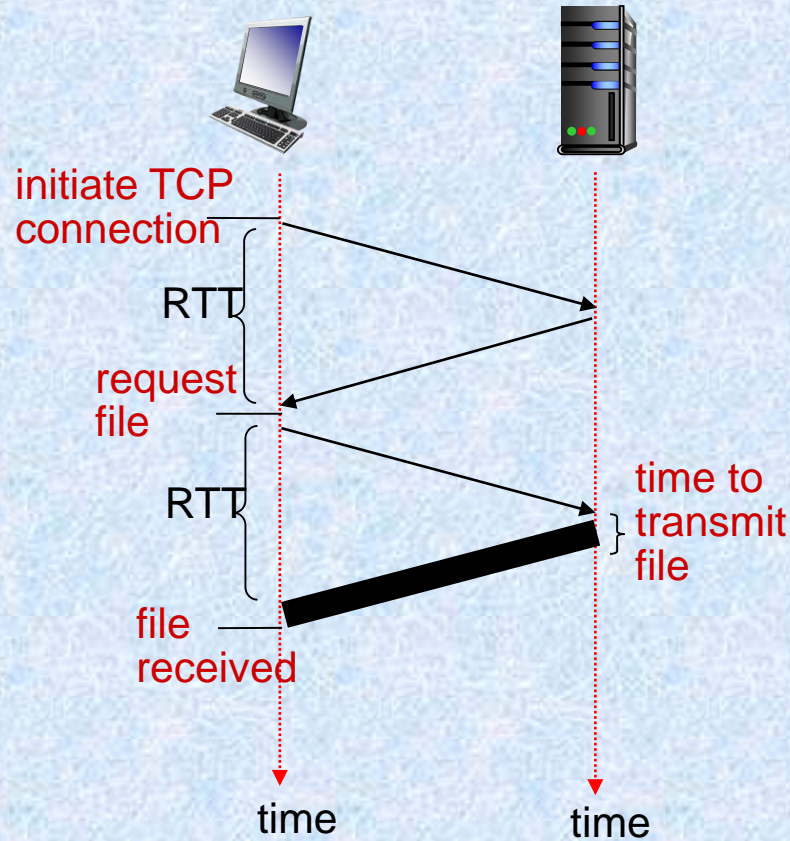 initiate TCP
connection
RTT
request
file
RTT
time to
transmit
file
file
received
time
time